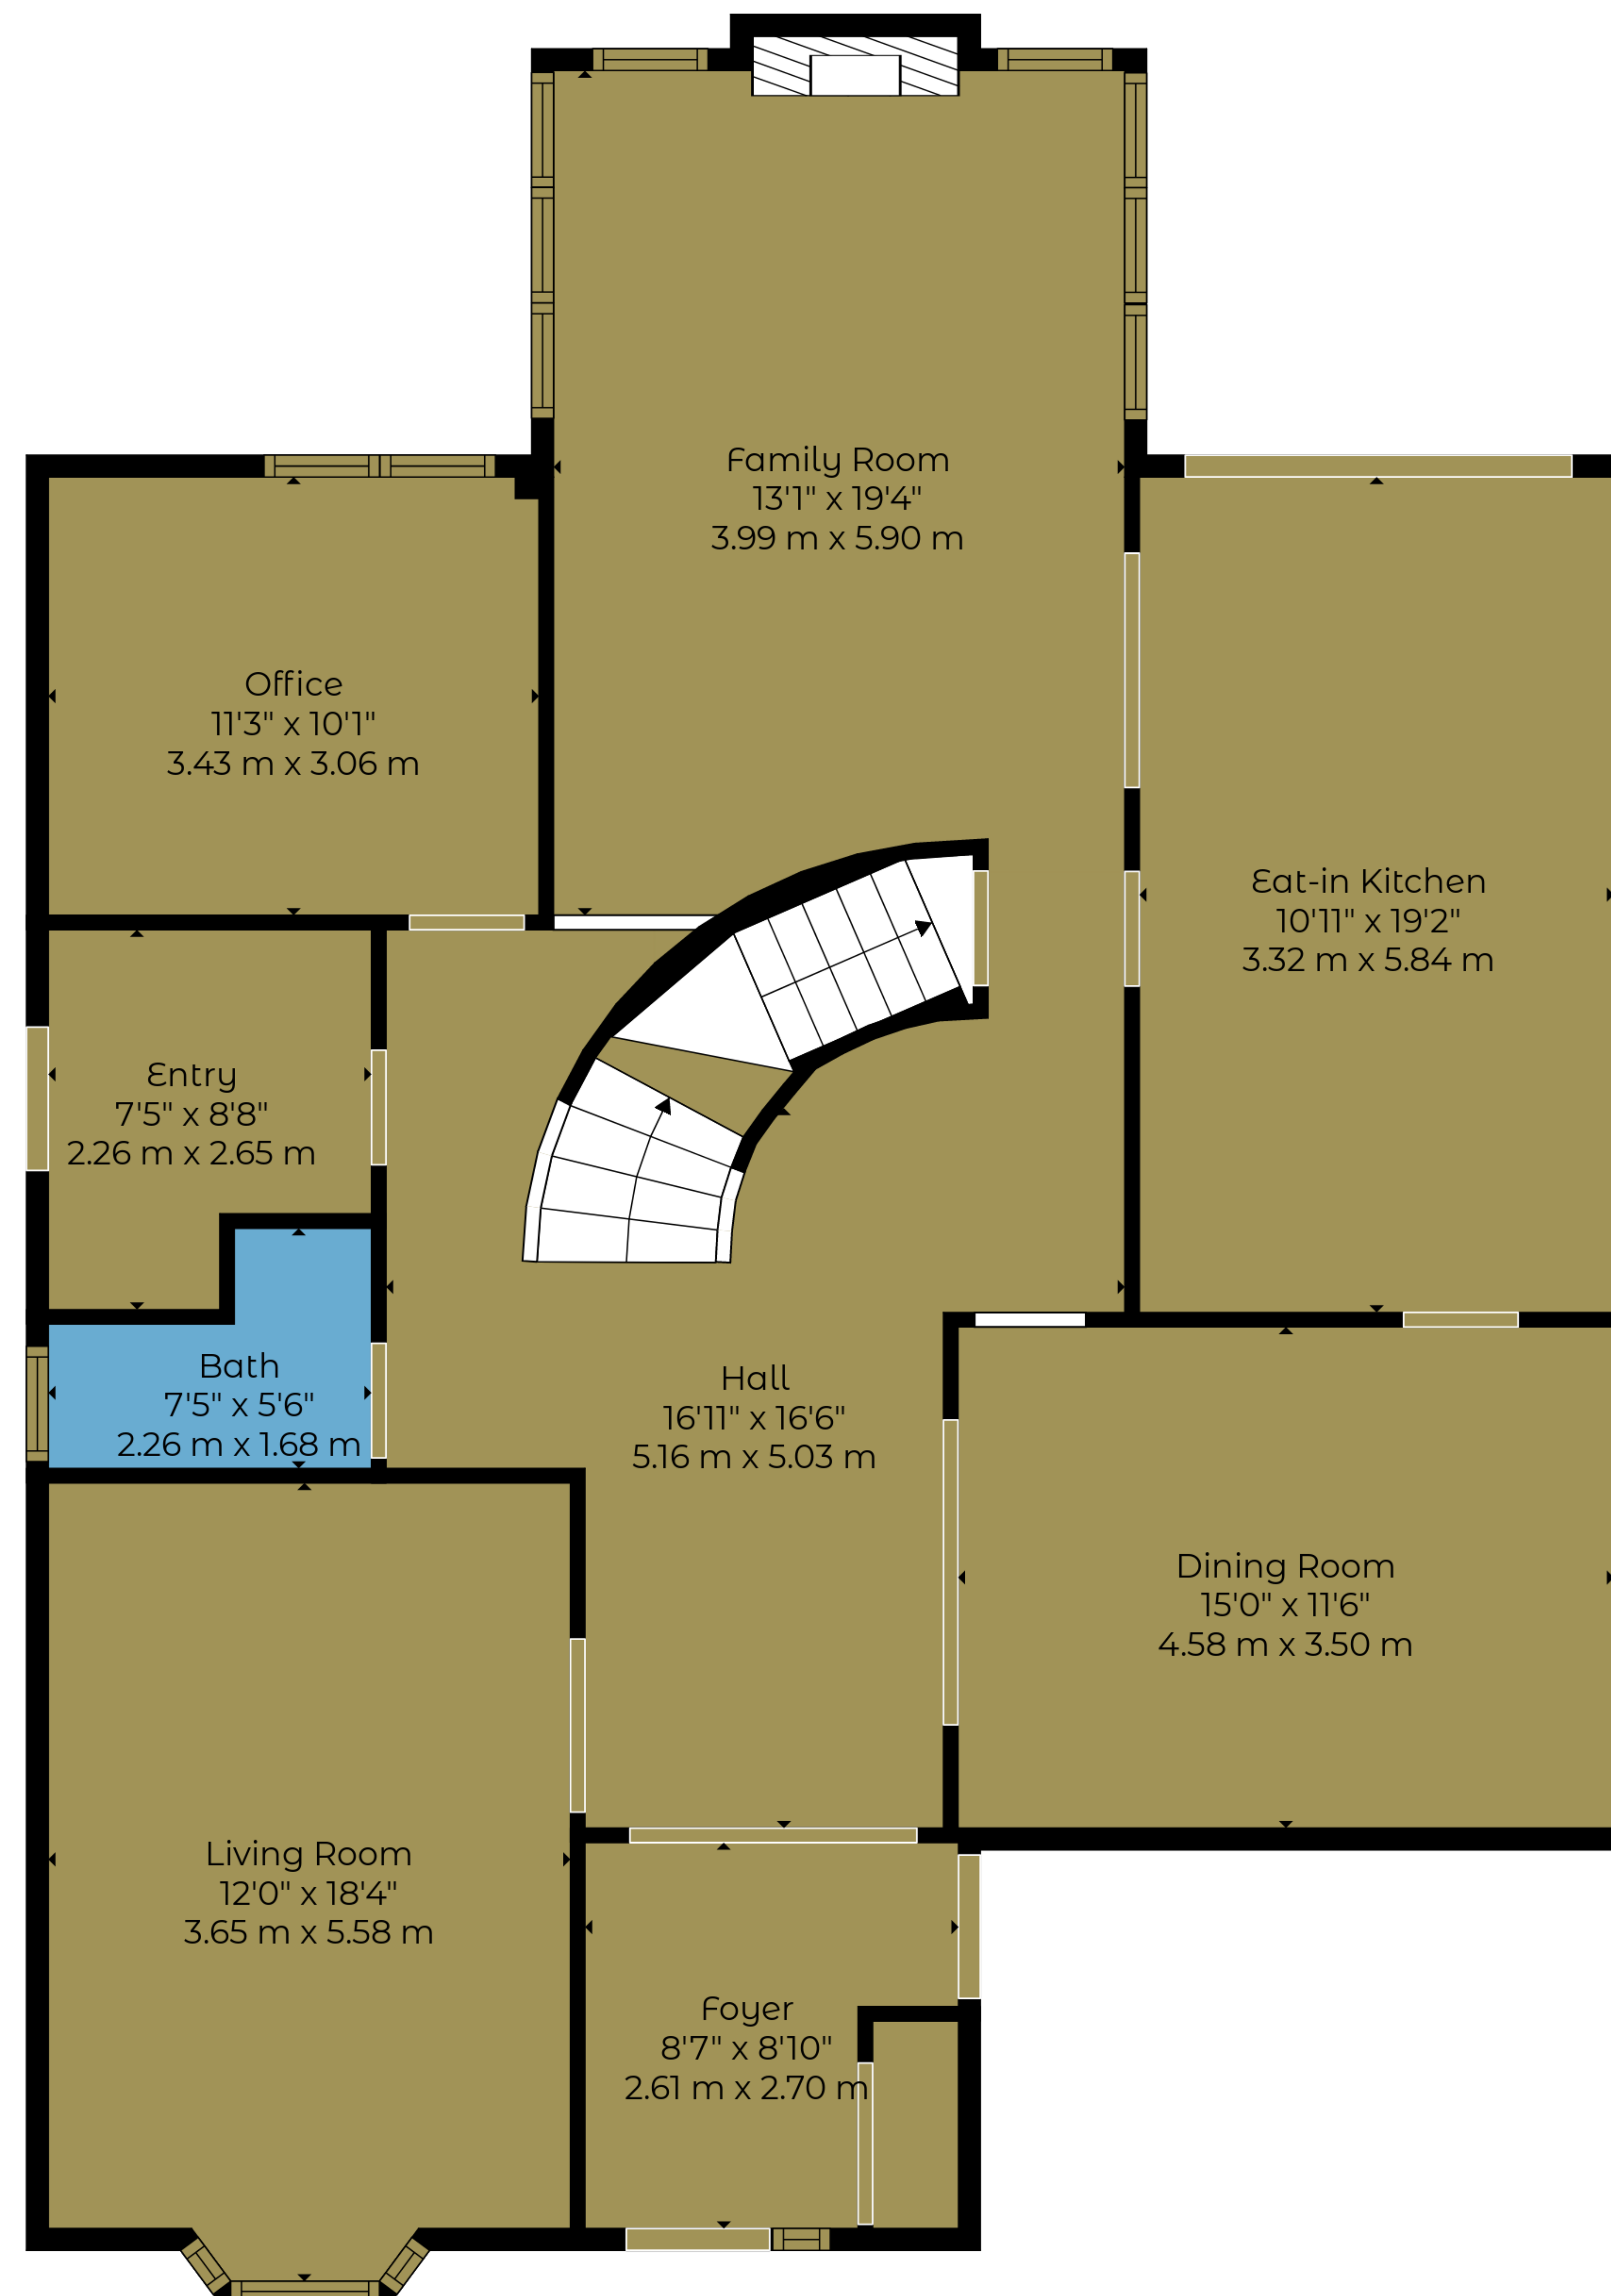 Family Room
13'1" x 19'4"
3.99 m x 5.90 m
Office
11'3" x 10'1"
3.43 m x 3.06 m
Eat-in Kitchen
10'11" x 19'2"
3.32 m x 5.84 m
Entry
7'5" x 8'8"
2.26 m x 2.65 m
Bath
7'5" x 5'6"
2.26 m x 1.68 m
Hall
16'11" x 16'6"
5.16 m x 5.03 m
Dining Room
15'0" x 11'6"
4.58 m x 3.50 m
Living Room
12'0" x 18'4"
3.65 m x 5.58 m
Foyer
8'7" x 8'10"
2.61 m x 2.70 m